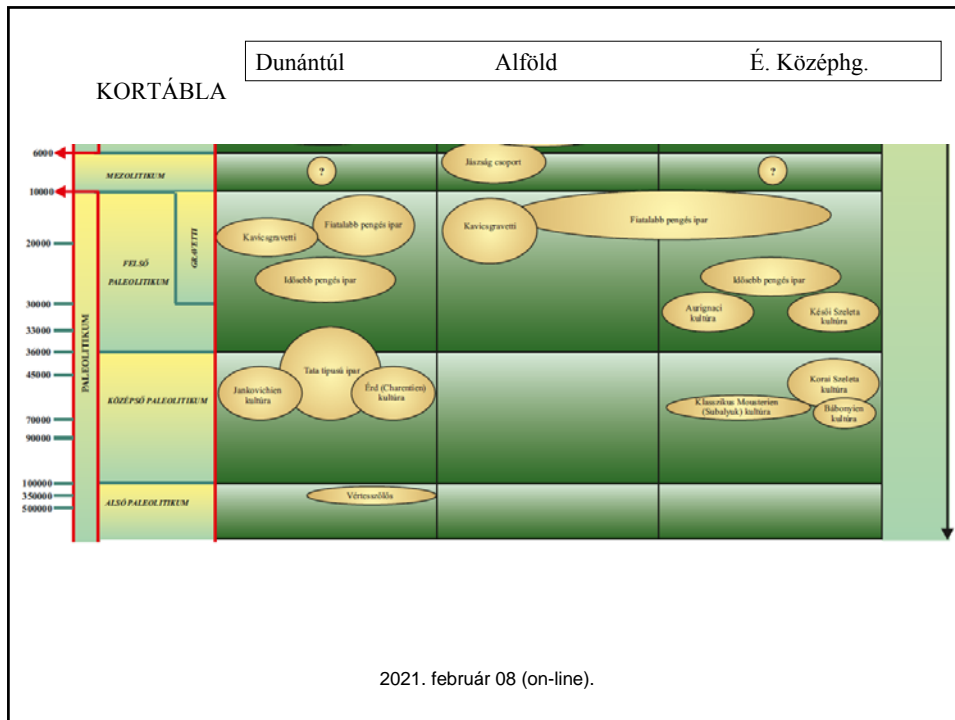 Dunántúl Alföld É. Középhg.
KORTÁBLA
6000
MEZOLITIKUM
?
Jászság csoport
?
10000
20000
30000
33000
36000
45000
70000
90000
100000
350000
500000
PALEOLITIKUM
FELSŐ
PALEOLITIKUM
GRAVETTI
Kavicsgravetti
Fiatalabb pengés ipar
Idősebb pengés ipar
Kavicsgravetti
Fiatalabb pengés ipar
Idősebb pengés ipar
Aurignaci
kultúra
Késői Szeleta
kultúra
KÖZÉPSŐ PALEOLITIKUM
Tata típusú ipar
Jankovichien
kultúra
Érd (Charentien)
kultúra
Korai Szeleta
kultúra
Klasszikus Mousterien
(Subalyuk) kultúra
Bábonyien
kultúra
ALSÓ PALEOLITIKUM
Vértesszőlős
2021. február 08 (on-line).